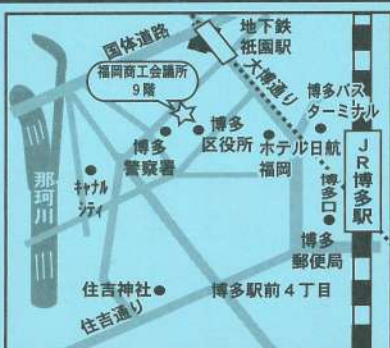 国体道路
地下鉄
祇園駅
福岡商工会議所
9階
大博通り
博多バス
ターミナル
博多
区役所
博多
警察署
ホテル日航
福岡
JR博多駅
博多口
那珂川
キャナル
シティ
博多
郵便局
住吉神社
博多駅前4丁目
住吉通り